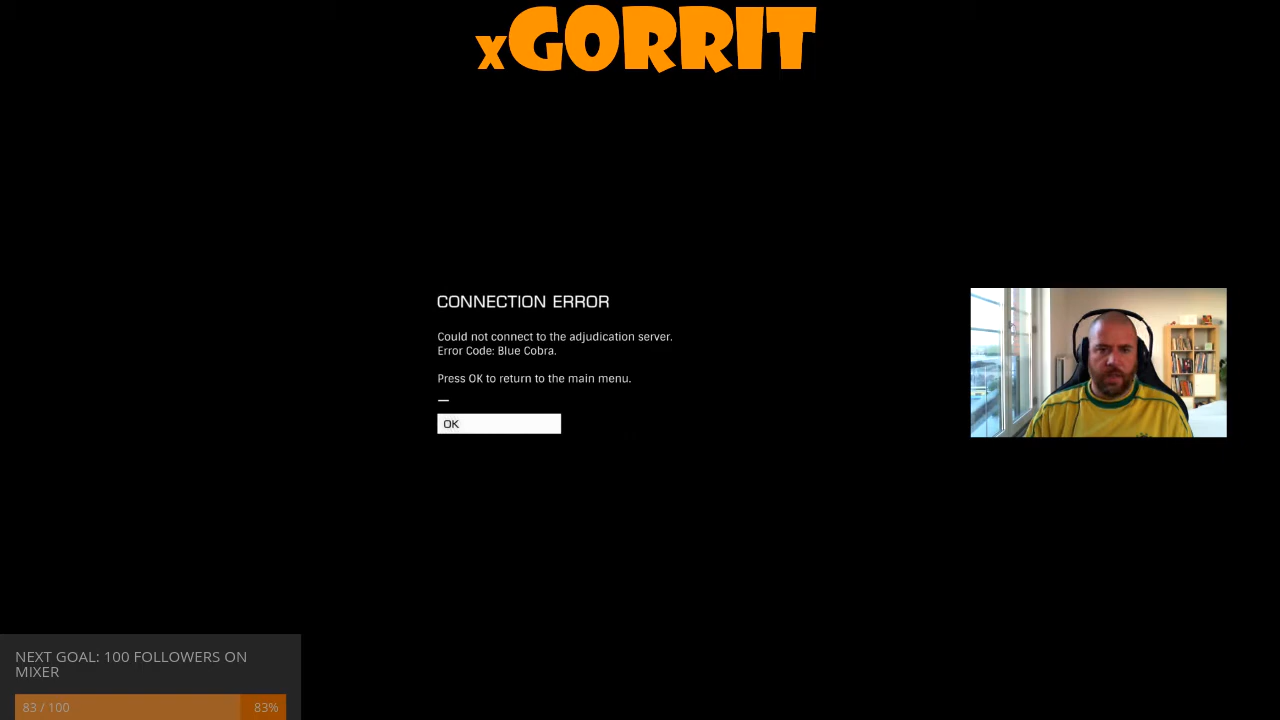 xGORRIT
CONNECTION ERROR
Could not connect to the adjudication server.
Error Code: Blue Cobra.
Press OK to return to the main menu.
OK
NEXT GOAL: 100 FOLLOWERS ON
MIXER
83 / 100 83%